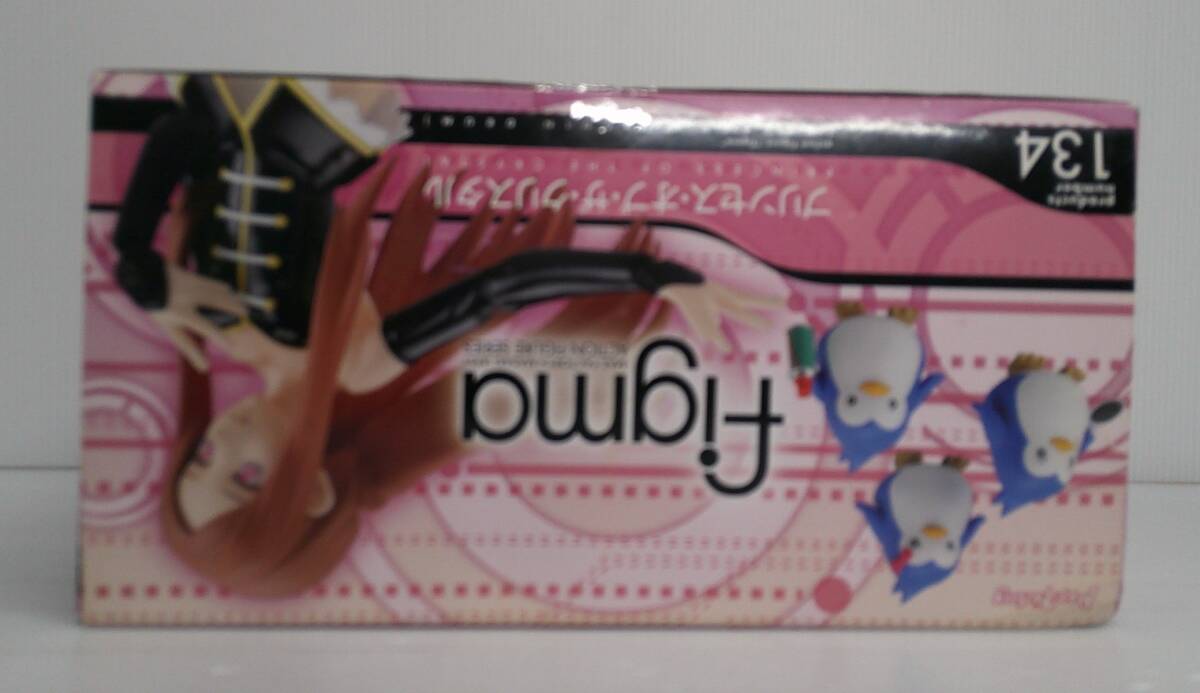 figma
ACTION FIGURE SERIES
プリンセス・オブ・ザ・クリスタル
PRINCESS OF THE CRYSTAL
products
number
134